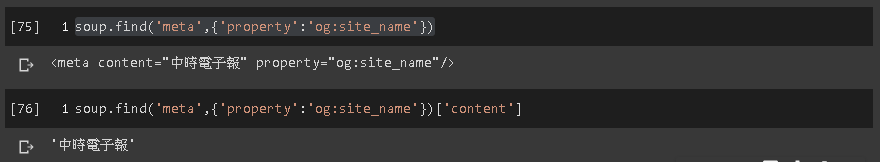 [75] 1 soup.find('meta',{'property':'og:site_name'})
<meta content="中時電子報" property="og:site_name"/>
[76] 1 soup.find('meta',{'property':'og:site_name'})['content']
'中時電子報'